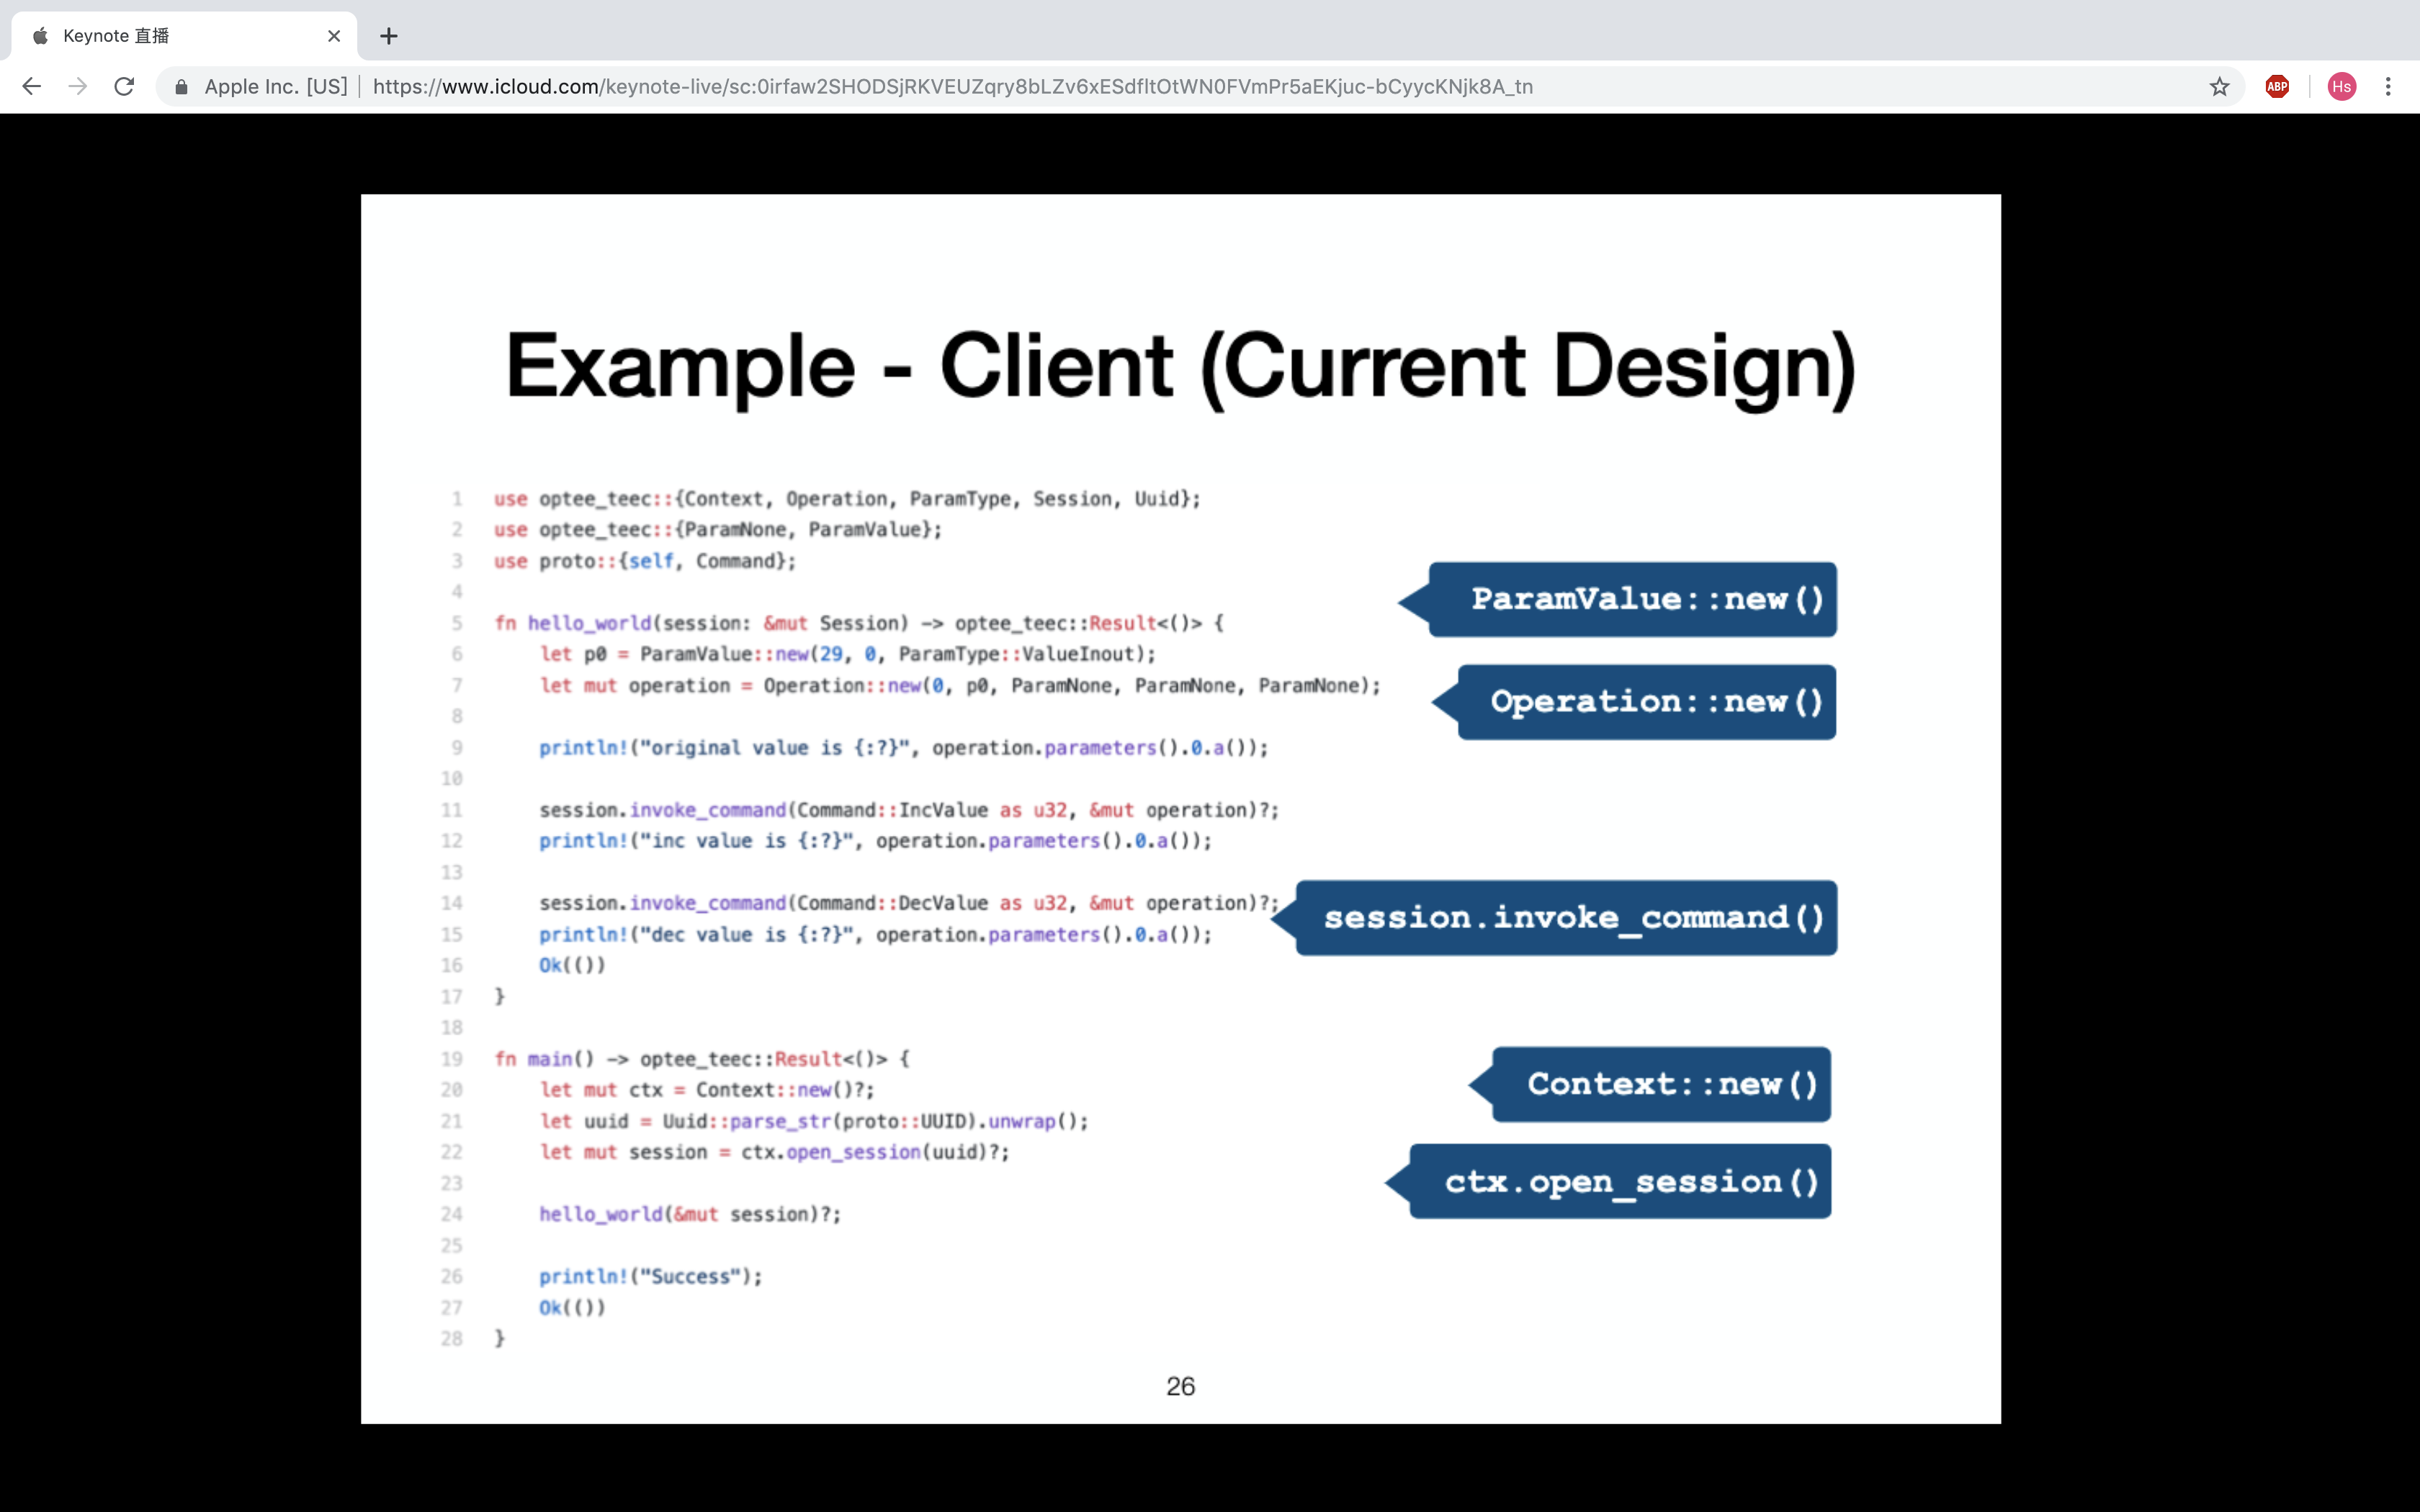 Keynote 直播
Apple Inc. [US] https://www.icloud.com/keynote-live/sc:0irfaw2SHODSjRKVEUZqry8bLZv6xESdfltOtWN0FVmPr5aEKjuc-bCyycKNjk8A_tn
ABP
Hs
Example - Client (Current Design)
1 use optee_teec::{Context, Operation, ParamType, Session, Uuid};
2 use optee_teec::{ParamNone, ParamValue};
3 use proto::{self, Command};
4
5 fn hello_world(session: &mut Session) -> optee_teec::Result<()> {
6     let p0 = ParamValue::new(29, 0, ParamType::ValueInout);
7     let mut operation = Operation::new(0, p0, ParamNone, ParamNone, ParamNone);
8
9     println!("original value is {:?}", operation.parameters().0.a());
10
11     session.invoke_command(Command::IncValue as u32, &mut operation)?;
12     println!("inc value is {:?}", operation.parameters().0.a());
13
14     session.invoke_command(Command::DecValue as u32, &mut operation)?;
15     println!("dec value is {:?}", operation.parameters().0.a());
16     Ok(())
17 }
18
19 fn main() -> optee_teec::Result<()> {
20     let mut ctx = Context::new()?;
21     let uuid = Uuid::parse_str(proto::UUID).unwrap();
22     let mut session = ctx.open_session(uuid)?;
23
24     hello_world(&mut session)?;
25
26     println!("Success");
27     Ok(())
28 }
ParamValue::new()
Operation::new()
session.invoke_command()
Context::new()
ctx.open_session()
26